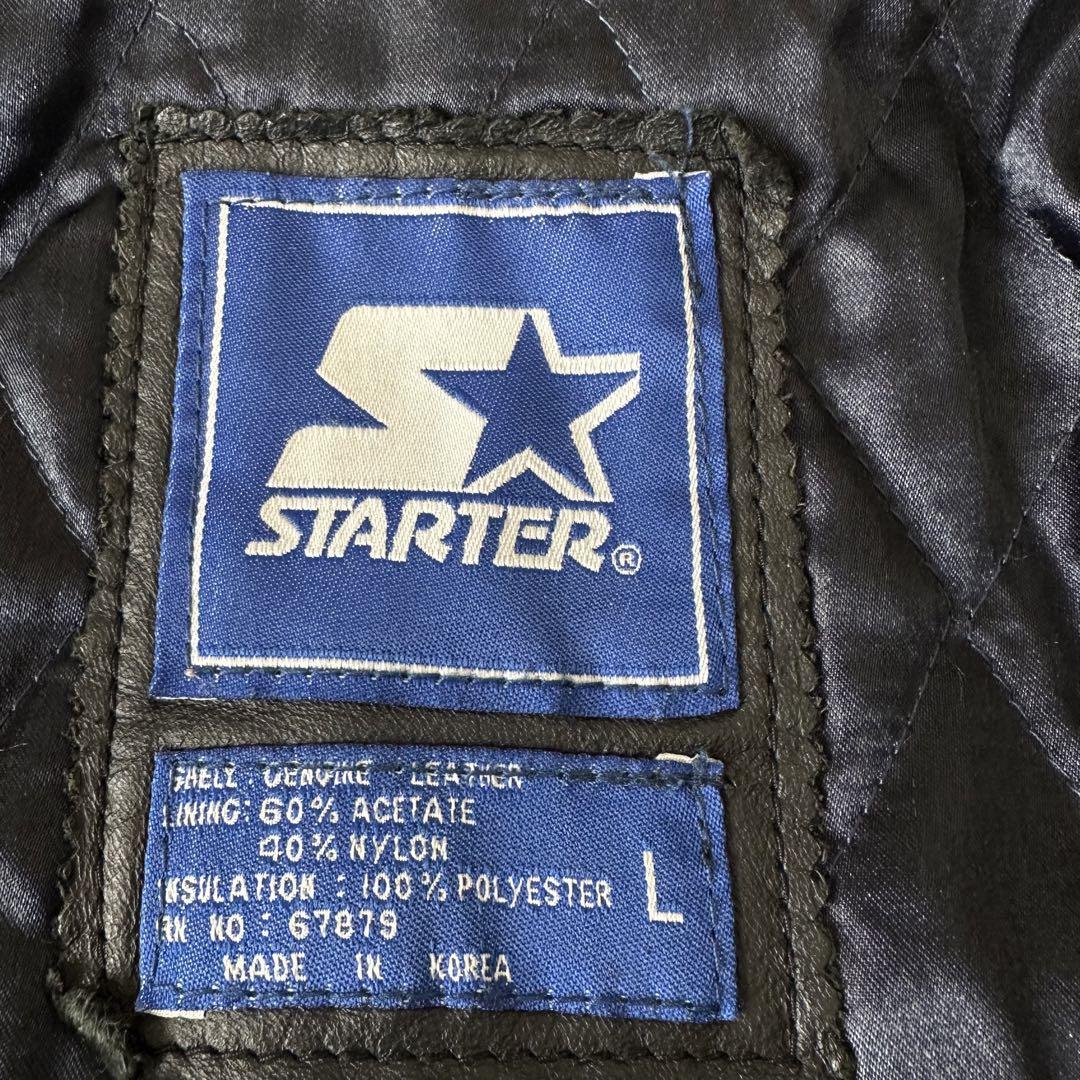 STARTER®
SHELL : GENUINE LEATHER
LINING: 60% ACETATE
40% NYLON
INSULATION : 100% POLYESTER
RN NO : 67879
MADE IN KOREA
L